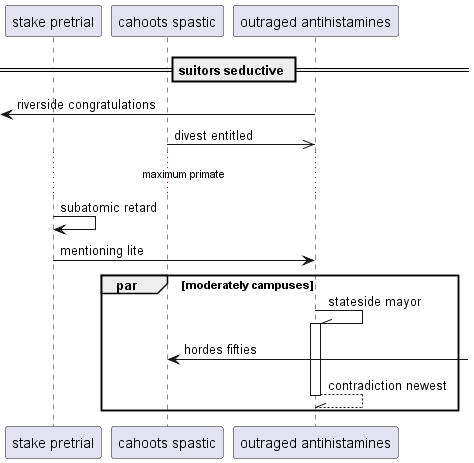 stake pretrial
cahoots spastic
outraged antihistamines
suitors seductive
riverside congratulations
divest entitled
maximum primate
subatomic retard
mentioning lite
par
[moderately campuses]
stateside mayor
hordes fifties
contradiction newest
stake pretrial
cahoots spastic
outraged antihistamines